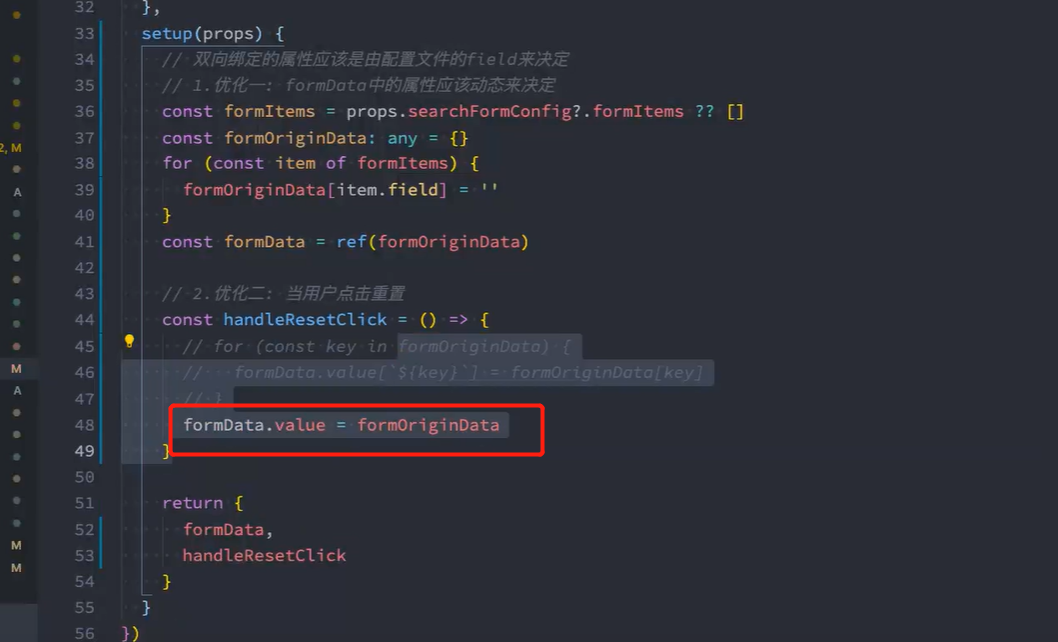 32 },
33 setup(props) {
34 // 双向绑定的属性应该是由配置文件的field来决定
35 // 1.优化一: formData中的属性应该动态来决定
36 const formItems = props.searchFormConfig?.formItems ?? []
37 const formOriginData: any = {}
38 for (const item of formItems) {
39 formOriginData[item.field] = ''
40 }
41 const formData = ref(formOriginData)
42
43 // 2.优化二: 当用户点击重置
44 const handleResetClick = () => {
45 // for (const key in formOriginData) {
46 // formData.value[`${key}`] = formOriginData[key]
2, M
47 // }
A
48 formData.value = formOriginData
49 }
50
51 return {
M
52 formData,
A
53 handleResetClick
54 }
55 }
M
M
56 })